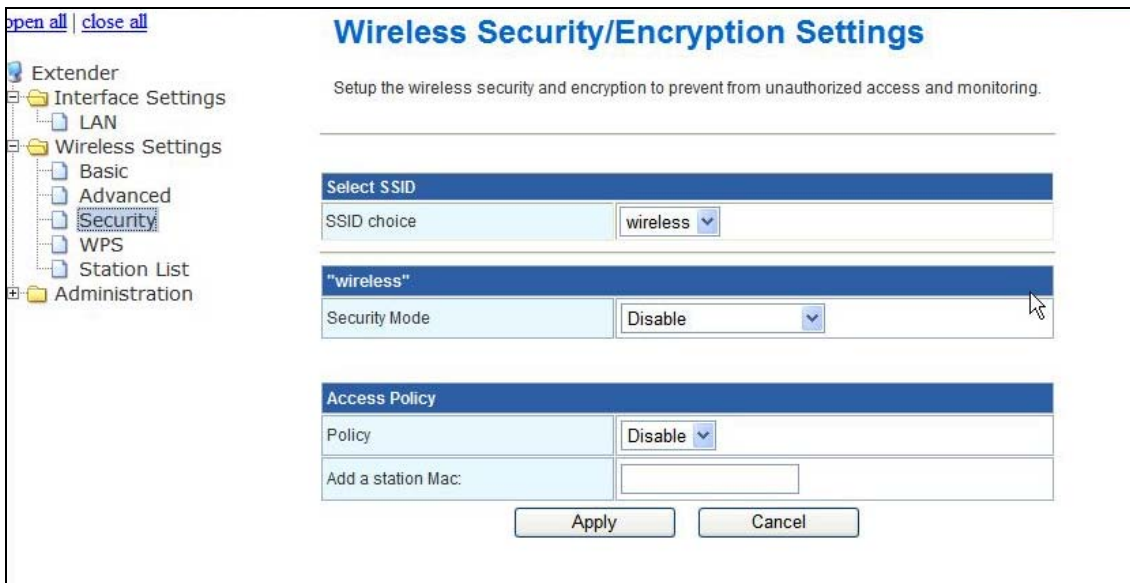 open all | close all
Extender
Interface Settings
LAN
Wireless Settings
Basic
Advanced
Security
WPS
Station List
Administration
Wireless Security/Encryption Settings
Setup the wireless security and encryption to prevent from unauthorized access and monitoring.
Select SSID
SSID choice wireless
"wireless"
Security Mode Disable
Access Policy
Policy Disable
Add a station Mac:
Apply Cancel